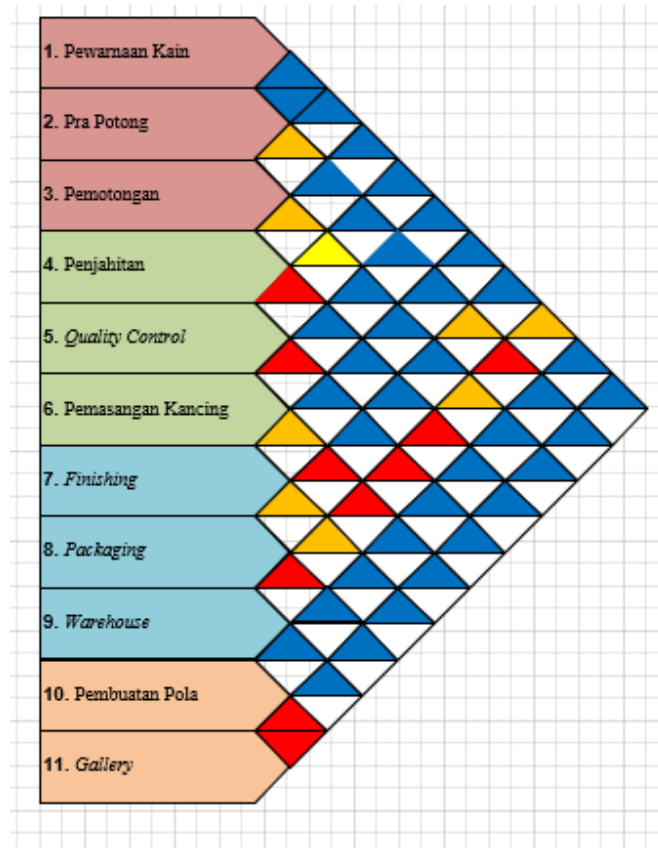 1. Pewarnaan Kain
2. Pra Potong
3. Pemotongan
4. Penjahitan
5. Quality Control
6. Pemasangan Kancing
7. Finishing
8. Packaging
9. Warehouse
10. Pembuatan Pola
11. Gallery